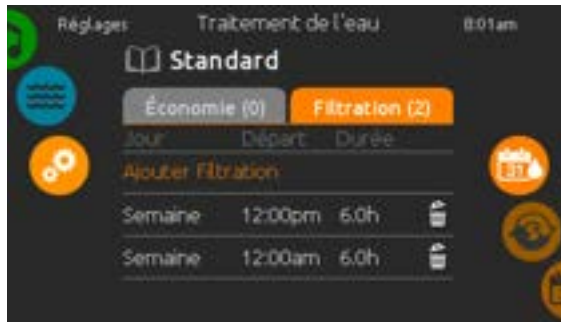 Réglages Traitement de l'eau 8:01am
Standard
Économie (0) Filtration (2)
Jour Départ Durée
Ajouter Filtration
Semaine 12:00pm 6.0h
Semaine 12:00am 6.0h
31